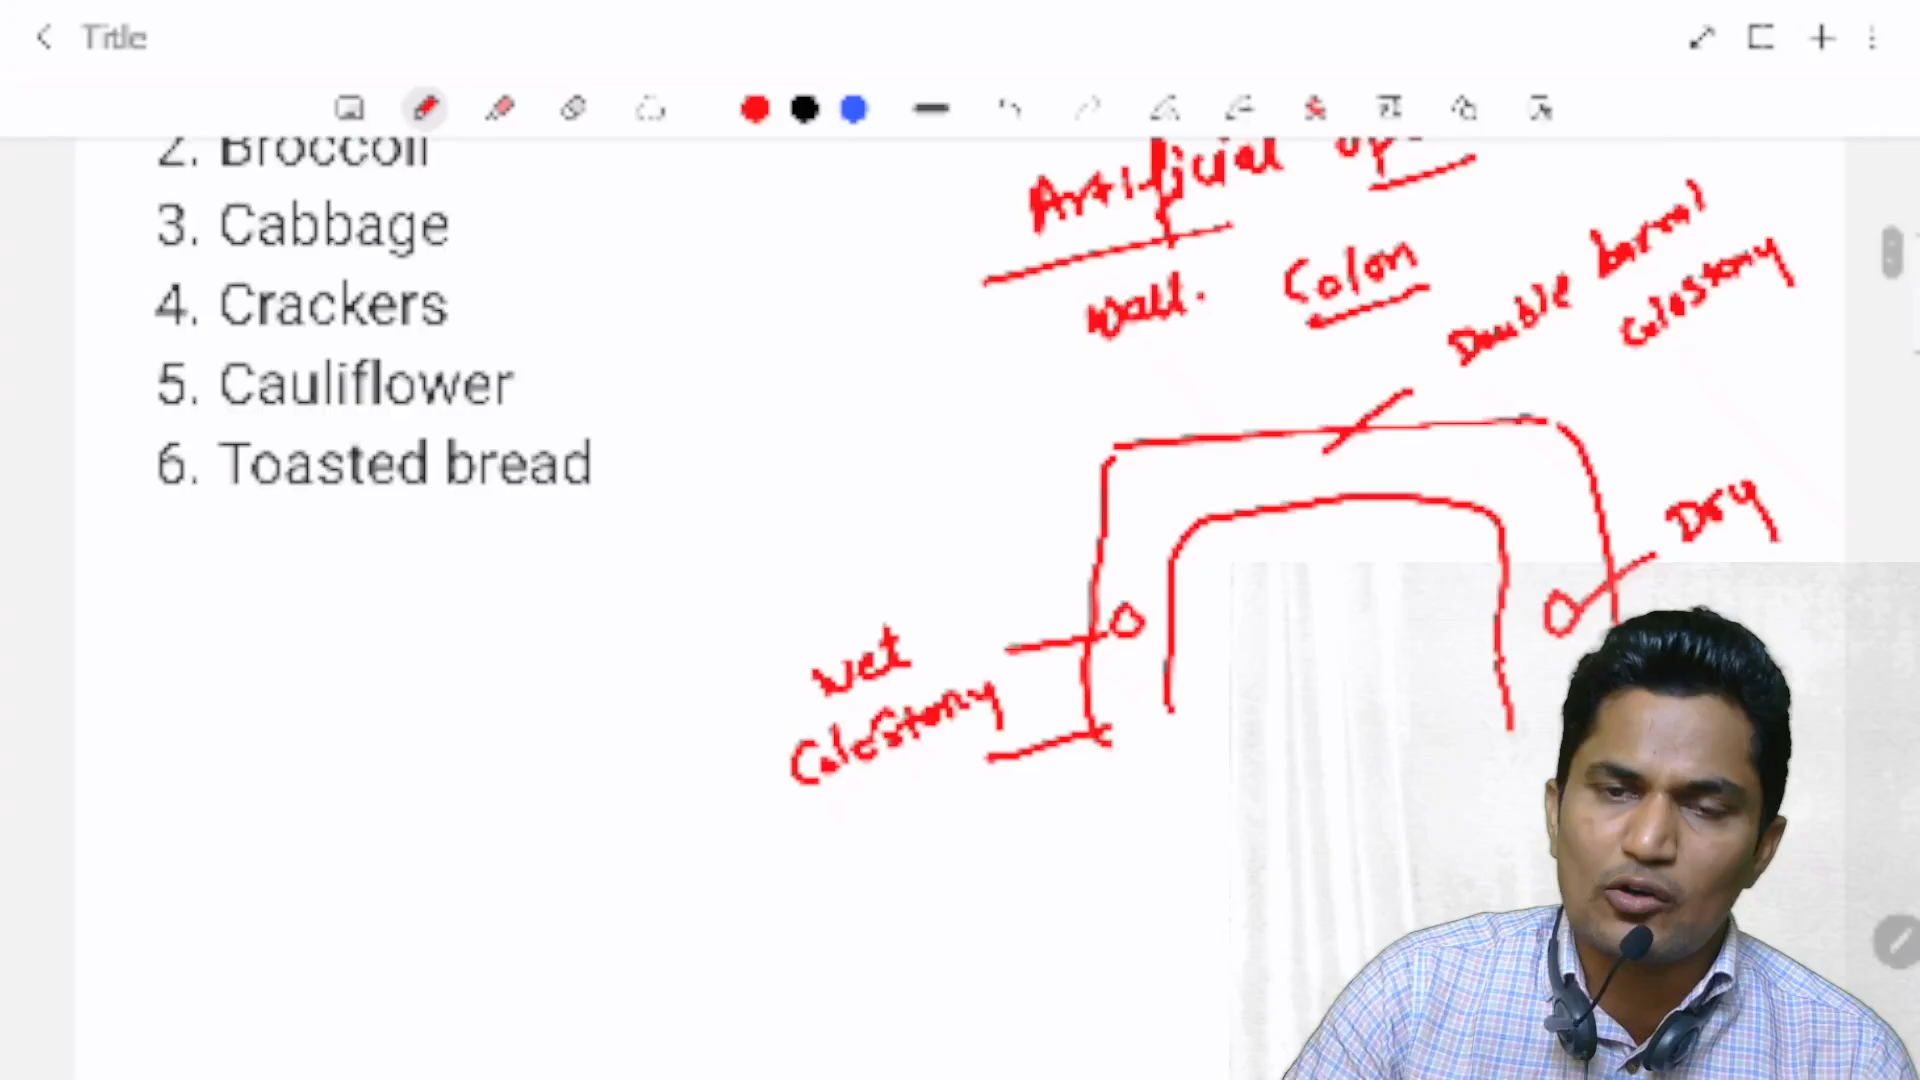 Title
2. Broccoli
3. Cabbage
4. Crackers
5. Cauliflower
6. Toasted bread
Artificial
Wall. Colon
Double barral
Colostomy
Dry
Wet
Colostomy